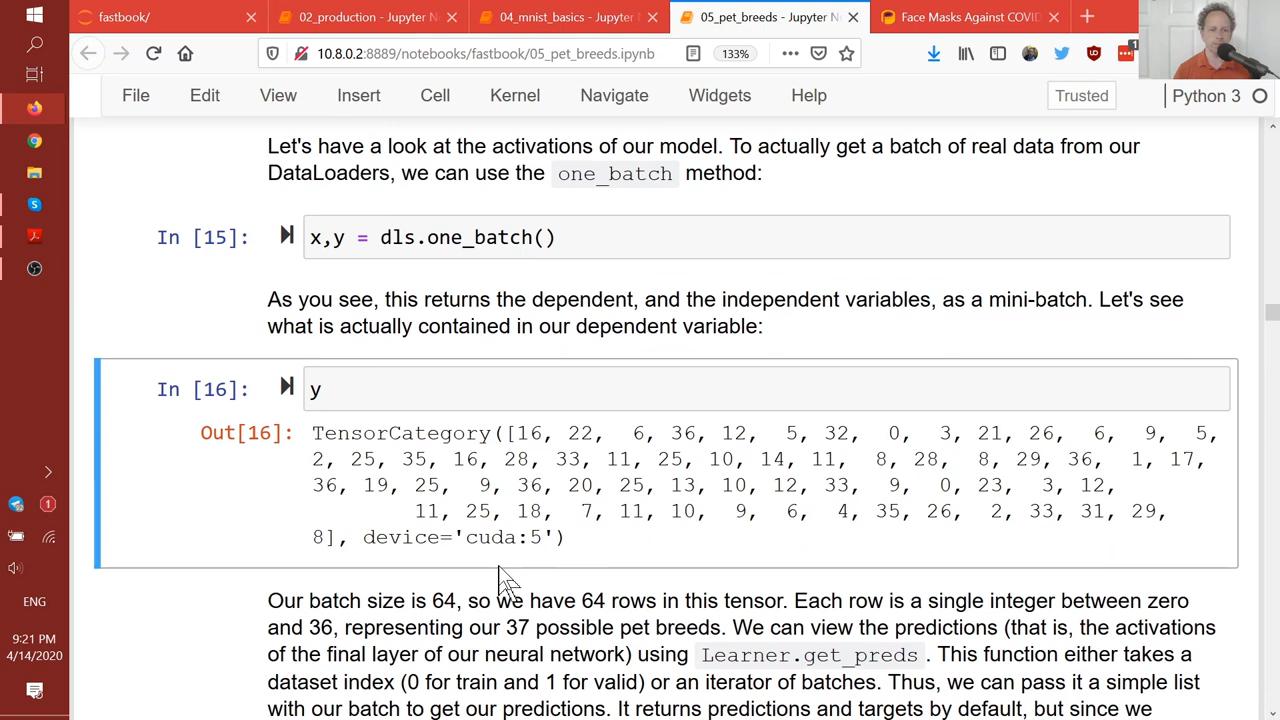 fastbook/
02_production - Jupyter N
04_mnist_basics - Jupyter N
05_pet_breeds - Jupyter N
Face Masks Against COVID
10.8.0.2:8889/notebooks/fastbook/05_pet_breeds.ipynb
133%
1
File Edit View Insert Cell Kernel Navigate Widgets Help Trusted Python 3
Let's have a look at the activations of our model. To actually get a batch of real data from our
DataLoaders, we can use the one_batch method:
In [15]: x,y = dls.one_batch()
As you see, this returns the dependent, and the independent variables, as a mini-batch. Let's see
what is actually contained in our dependent variable:
In [16]: y
Out[16]: TensorCategory([16, 22, 6, 36, 12, 5, 32, 0, 3, 21, 26, 6, 9, 5,
2, 25, 35, 16, 28, 33, 11, 25, 10, 14, 11, 8, 28, 8, 29, 36, 1, 17,
36, 19, 25, 9, 36, 20, 25, 13, 10, 12, 33, 9, 0, 23, 3, 12,
11, 25, 18, 7, 11, 10, 9, 6, 4, 35, 26, 2, 33, 31, 29,
8], device='cuda:5')
Our batch size is 64, so we have 64 rows in this tensor. Each row is a single integer between zero
and 36, representing our 37 possible pet breeds. We can view the predictions (that is, the activations
of the final layer of our neural network) using Learner.get_preds. This function either takes a
dataset index (0 for train and 1 for valid) or an iterator of batches. Thus, we can pass it a simple list
with our batch to get our predictions. It returns predictions and targets by default, but since we
1
ENG
9:21 PM
4/14/2020